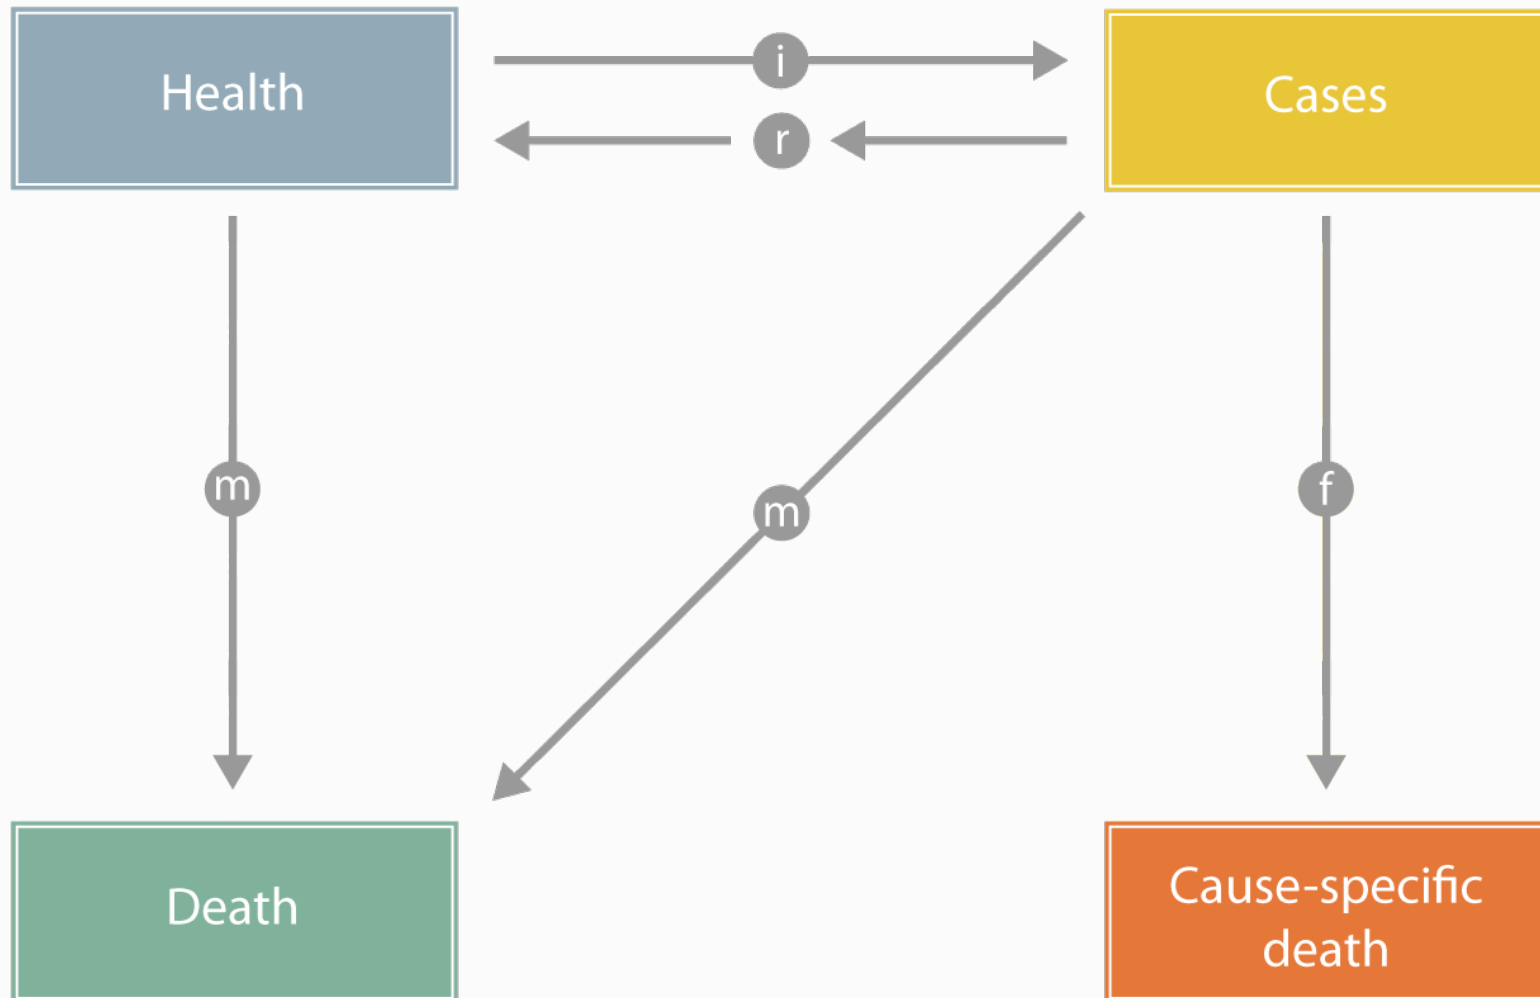 Health
i
Cases
r
m
m
f
Death
Cause-specific
death